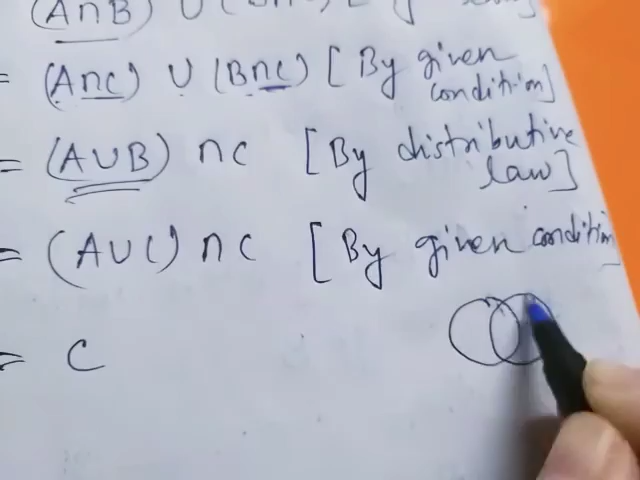 (A∩B) ∪ (B∩
= (A∩C) ∪ (B∩C) [By given condition]
= (A∪B) ∩C [By distributive law]
= (A∪C) ∩C [By given condition
= C